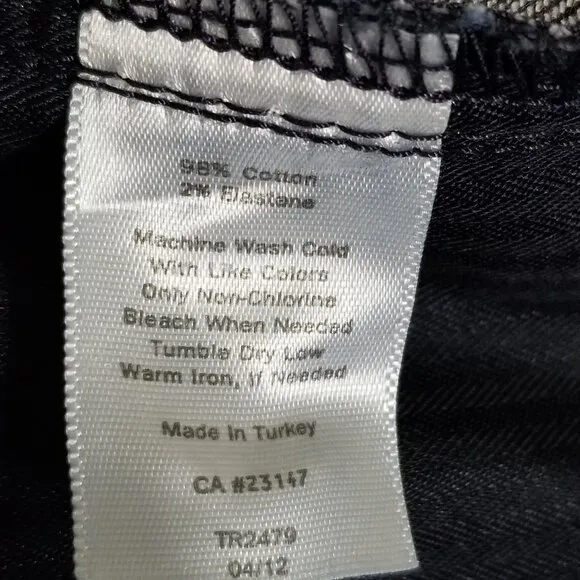 98% Cotton
2% Elastane
Machine Wash Cold
With Like Colors
Only Non-Chlorine
Bleach When Needed
Tumble Dry Low
Warm Iron, If Needed
Made In Turkey
CA #23147
TR2479
04/12